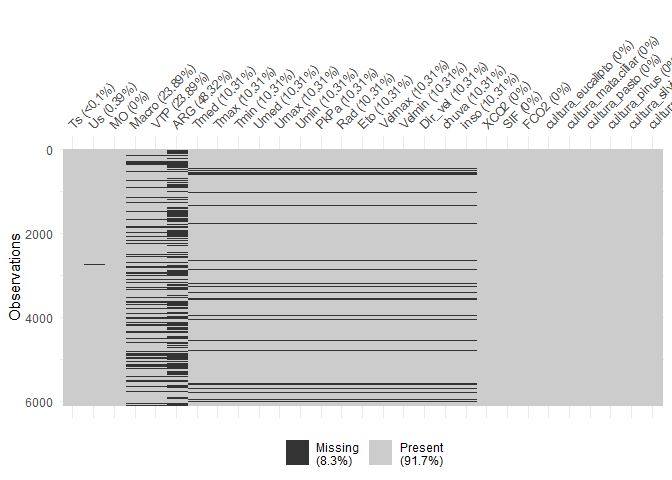 Ts (<0.1%)
Us (0.39%)
MO (0%)
Macro (23.89%)
VTP (23.89%)
ARG (48.32%)
Tmed (10.31%)
Tmax (10.31%)
Tmin (10.31%)
Umed (10.31%)
Umax (10.31%)
Umin (10.31%)
PkPa (10.31%)
Rad (10.31%)
Eto (10.31%)
Velmax (10.31%)
Velmin (10.31%)
Dir_vel (10.31%)
chuva (10.31%)
Inso (10.31%)
XCO2 (0%)
SIF (0%)
FCO2 (0%)
cultura_eucalipto (0%)
cultura_mata.ciliar (0%)
cultura_pasto (0%)
cultura_pinus (0%)
cultura_silvi
cultur
0
2000
4000
6000
Observations
Missing
(8.3%)
Present
(91.7%)